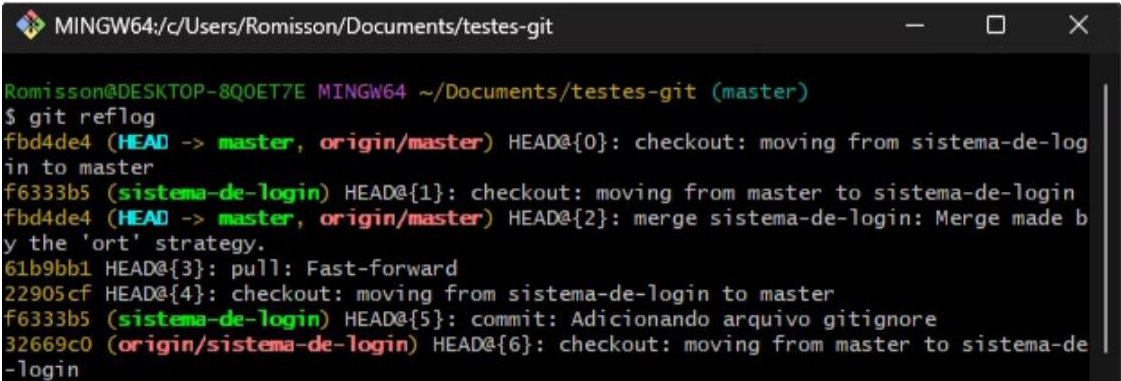 MINGW64:/c/Users/Romisson/Documents/testes-git
Romisson@DESKTOP-8Q0ET7E MINGW64 ~/Documents/testes-git (master)
$ git reflog
fbd4de4 (HEAD -> master, origin/master) HEAD@{0}: checkout: moving from sistema-de-log
in to master
f6333b5 (sistema-de-login) HEAD@{1}: checkout: moving from master to sistema-de-login
fbd4de4 (HEAD -> master, origin/master) HEAD@{2}: merge sistema-de-login: Merge made b
y the 'ort' strategy.
61b9bb1 HEAD@{3}: pull: Fast-forward
22905cf HEAD@{4}: checkout: moving from sistema-de-login to master
f6333b5 (sistema-de-login) HEAD@{5}: commit: Adicionando arquivo gitignore
32669c0 (origin/sistema-de-login) HEAD@{6}: checkout: moving from master to sistema-de
-login